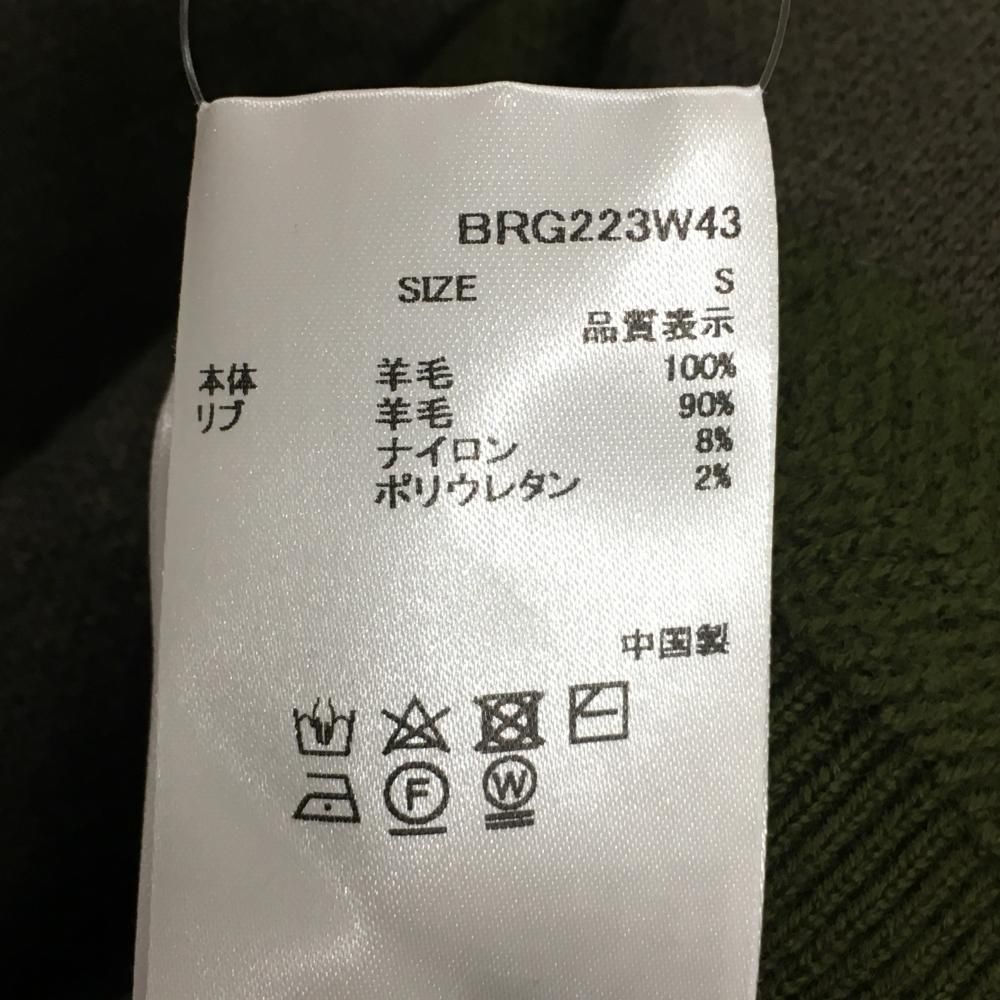 BRG223W43
SIZE S
品質表示
本体 羊毛 100%
リブ 羊毛 90%
ナイロン 8%
ポリウレタン 2%
中国製
F W